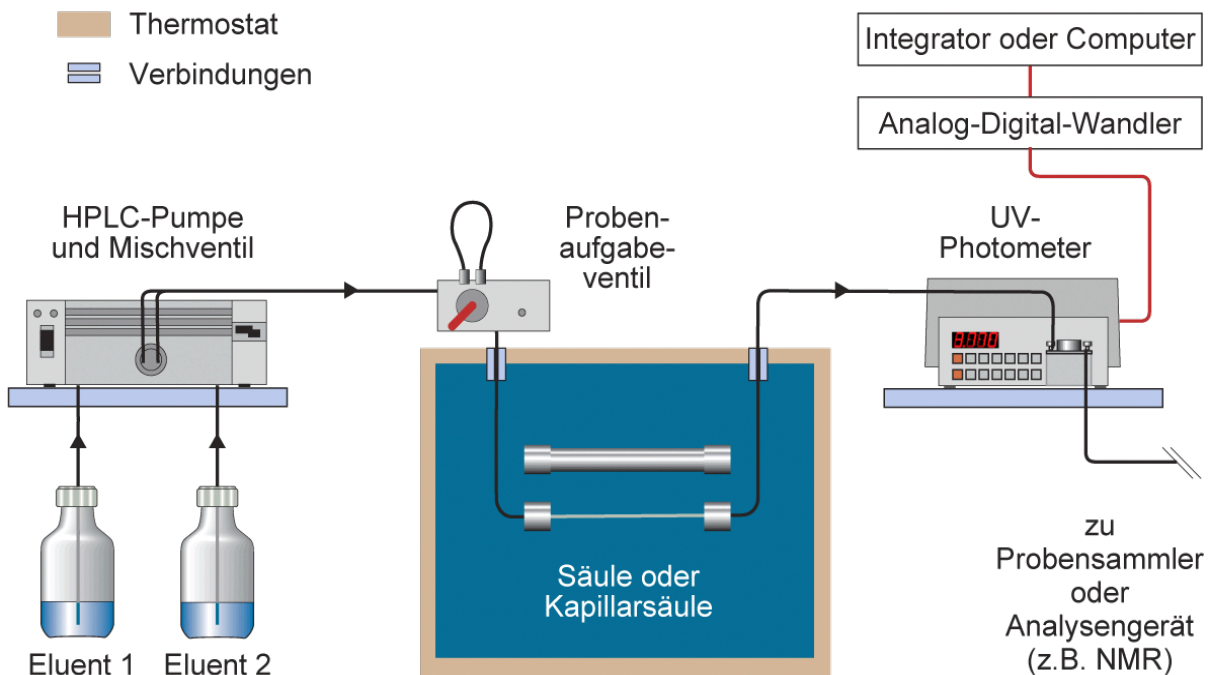 Thermostat
Verbindungen
Integrator oder Computer
Analog-Digital-Wandler
HPLC-Pumpe
und Mischventil
Proben-
aufgabe-
ventil
UV-
Photometer
Säule oder
Kapillarsäule
Eluent 1
Eluent 2
zu
Probensammler
oder
Analysengerät
(z.B. NMR)